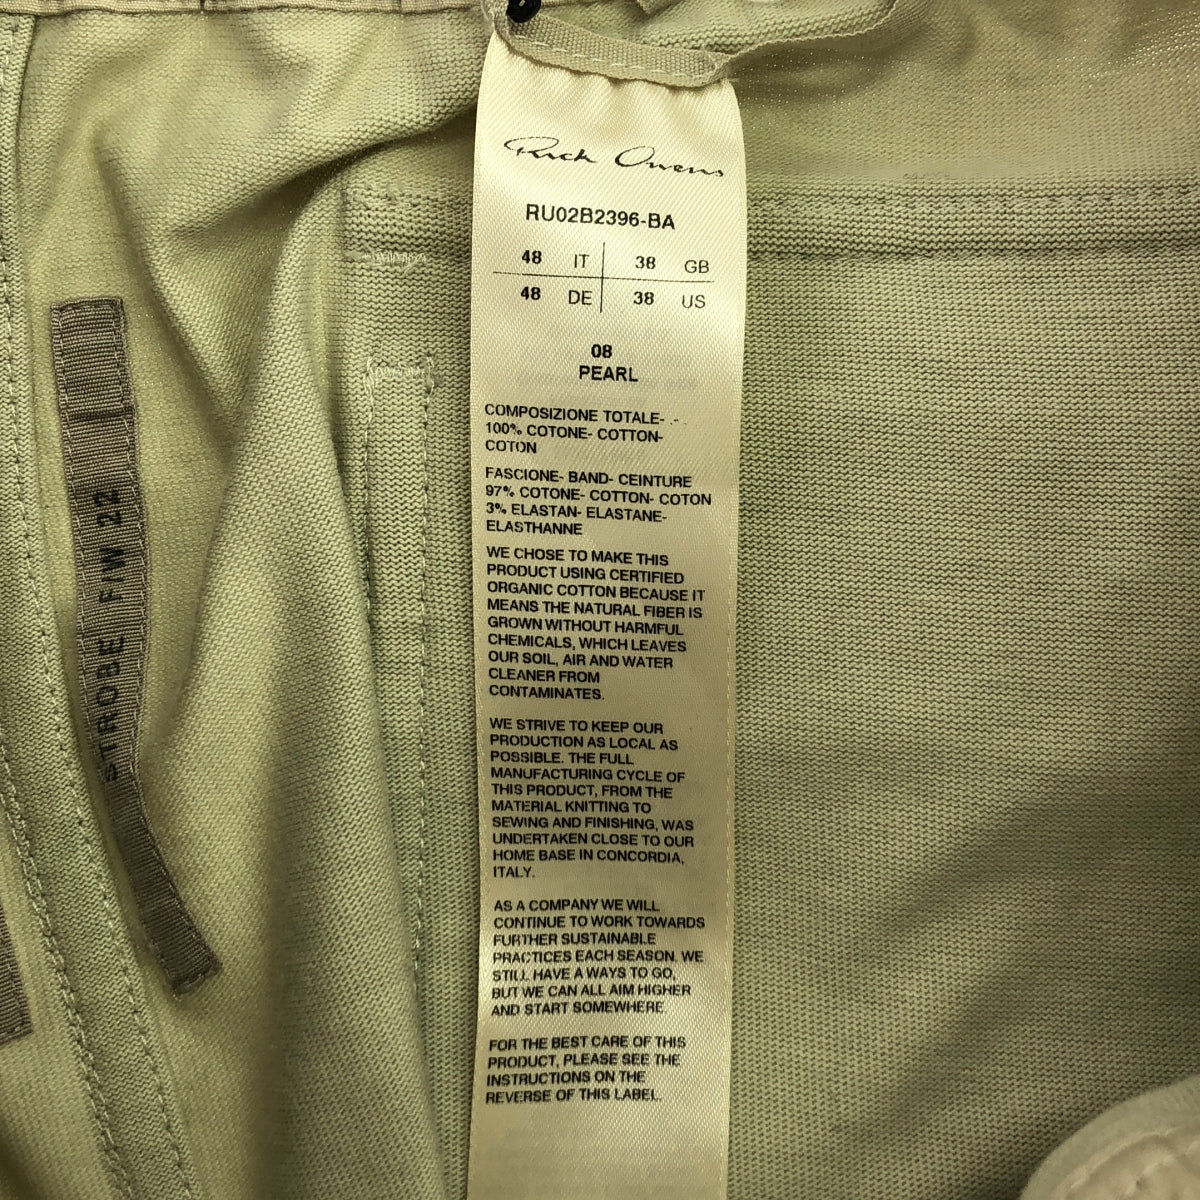 Rick Owens
RU02B2396-BA
48 IT 38 GB
48 DE 38 US
08
PEARL
COMPOSIZIONE TOTALE- -
100% COTONE- COTTON-
COTON
FASCIONE- BAND- CEINTURE
97% COTONE- COTTON- COTON
3% ELASTAN- ELASTANE-
ELASTHANNE
WE CHOSE TO MAKE THIS
PRODUCT USING CERTIFIED
ORGANIC COTTON BECAUSE IT
MEANS THE NATURAL FIBER IS
GROWN WITHOUT HARMFUL
CHEMICALS, WHICH LEAVES
OUR SOIL, AIR AND WATER
CLEANER FROM
CONTAMINATES.
WE STRIVE TO KEEP OUR
PRODUCTION AS LOCAL AS
POSSIBLE. THE FULL
MANUFACTURING CYCLE OF
THIS PRODUCT, FROM THE
MATERIAL KNITTING TO
SEWING AND FINISHING, WAS
UNDERTAKEN CLOSE TO OUR
HOME BASE IN CONCORDIA,
ITALY.
AS A COMPANY WE WILL
CONTINUE TO WORK TOWARDS
FURTHER SUSTAINABLE
PRACTICES EACH SEASON. WE
STILL HAVE A WAYS TO GO,
BUT WE CAN ALL AIM HIGHER
AND START SOMEWHERE.
FOR THE BEST CARE OF THIS
PRODUCT, PLEASE SEE THE
INSTRUCTIONS ON THE
REVERSE OF THIS LABEL.
STROBE F/W 22